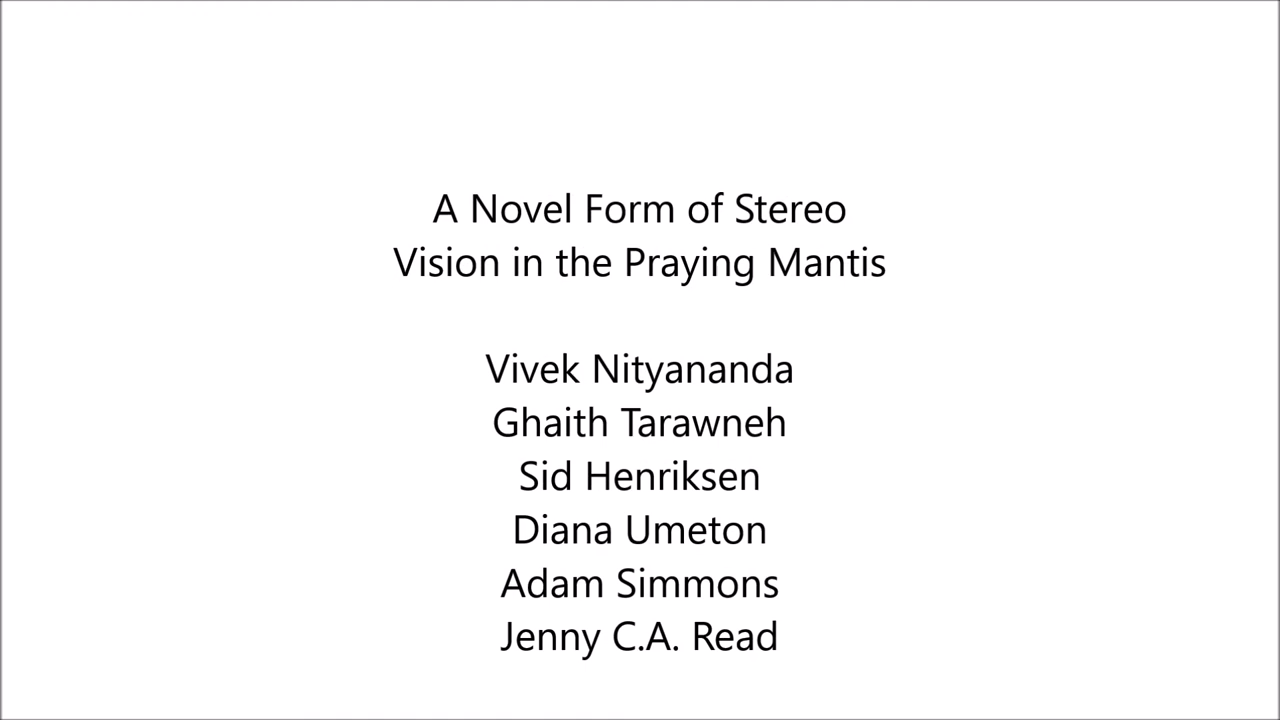 A Novel Form of Stereo
Vision in the Praying Mantis
Vivek Nityananda
Ghaith Tarawneh
Sid Henriksen
Diana Umeton
Adam Simmons
Jenny C.A. Read